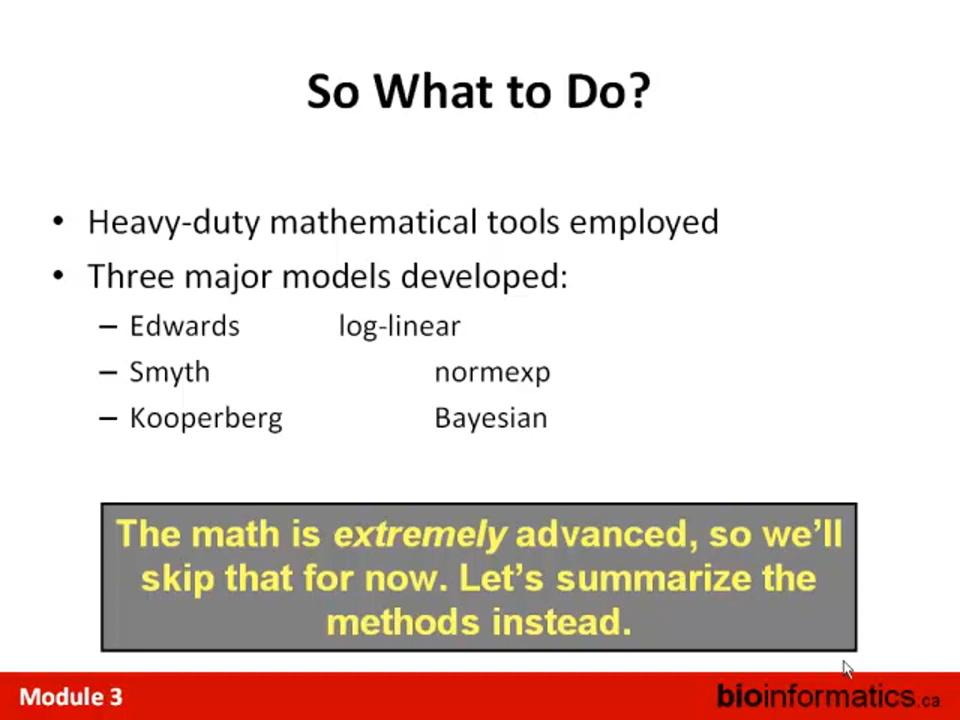 So What to Do?
• Heavy-duty mathematical tools employed
• Three major models developed:
– Edwards log-linear
– Smyth normexp
– Kooperberg Bayesian
The math is extremely advanced, so we’ll
skip that for now. Let’s summarize the
methods instead.
Module 3 bioinformatics.ca